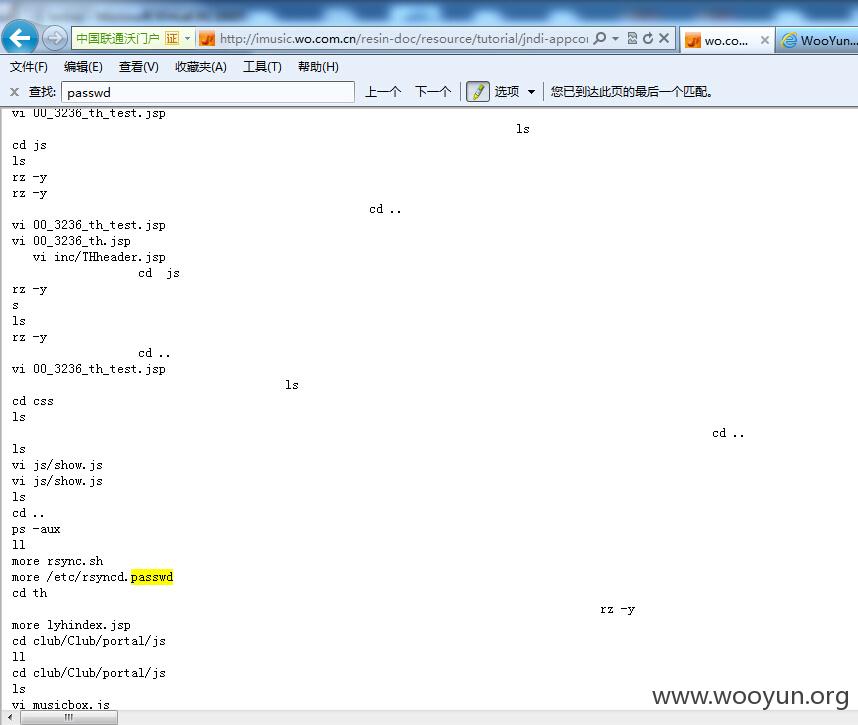 中国联通沃门户 证 http://imusic.wo.com.cn/resin-doc/resource/tutorial/jndi-appcon wo.co... WooYun...
文件(F) 编辑(E) 查看(V) 收藏夹(A) 工具(T) 帮助(H)
查找: passwd 上一个 下一个 选项 您已到达此页的最后一个匹配。
vi 00_3236_th_test.jsp
ls
cd js
ls
rz -y
rz -y
cd ..
vi 00_3236_th_test.jsp
vi 00_3236_th.jsp
vi inc/THheader.jsp
cd js
rz -y
s
ls
rz -y
cd ..
vi 00_3236_th_test.jsp
ls
cd css
ls
cd ..
ls
vi js/show.js
vi js/show.js
ls
cd ..
ps -aux
ll
more rsync.sh
more /etc/rsyncd.passwd
cd th
rz -y
more lyhindex.jsp
cd club/Club/portal/js
ll
cd club/Club/portal/js
ls
vi musicbox.js
www.wooyun.org